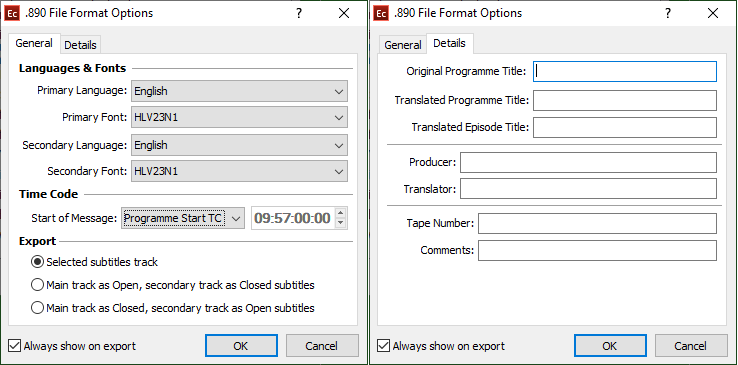 Ec .890 File Format Options ?
General Details
Languages & Fonts
Primary Language: English
Primary Font: HLV23N1
Secondary Language: English
Secondary Font: HLV23N1
Time Code
Start of Message: Programme Start TC 09:57:00:00
Export
Selected subtitles track
Main track as Open, secondary track as Closed subtitles
Main track as Closed, secondary track as Open subtitles
Always show on export OK Cancel
Ec .890 File Format Options ?
General Details
Original Programme Title:
Translated Programme Title:
Translated Episode Title:
Producer:
Translator:
Tape Number:
Comments:
Always show on export OK Cancel